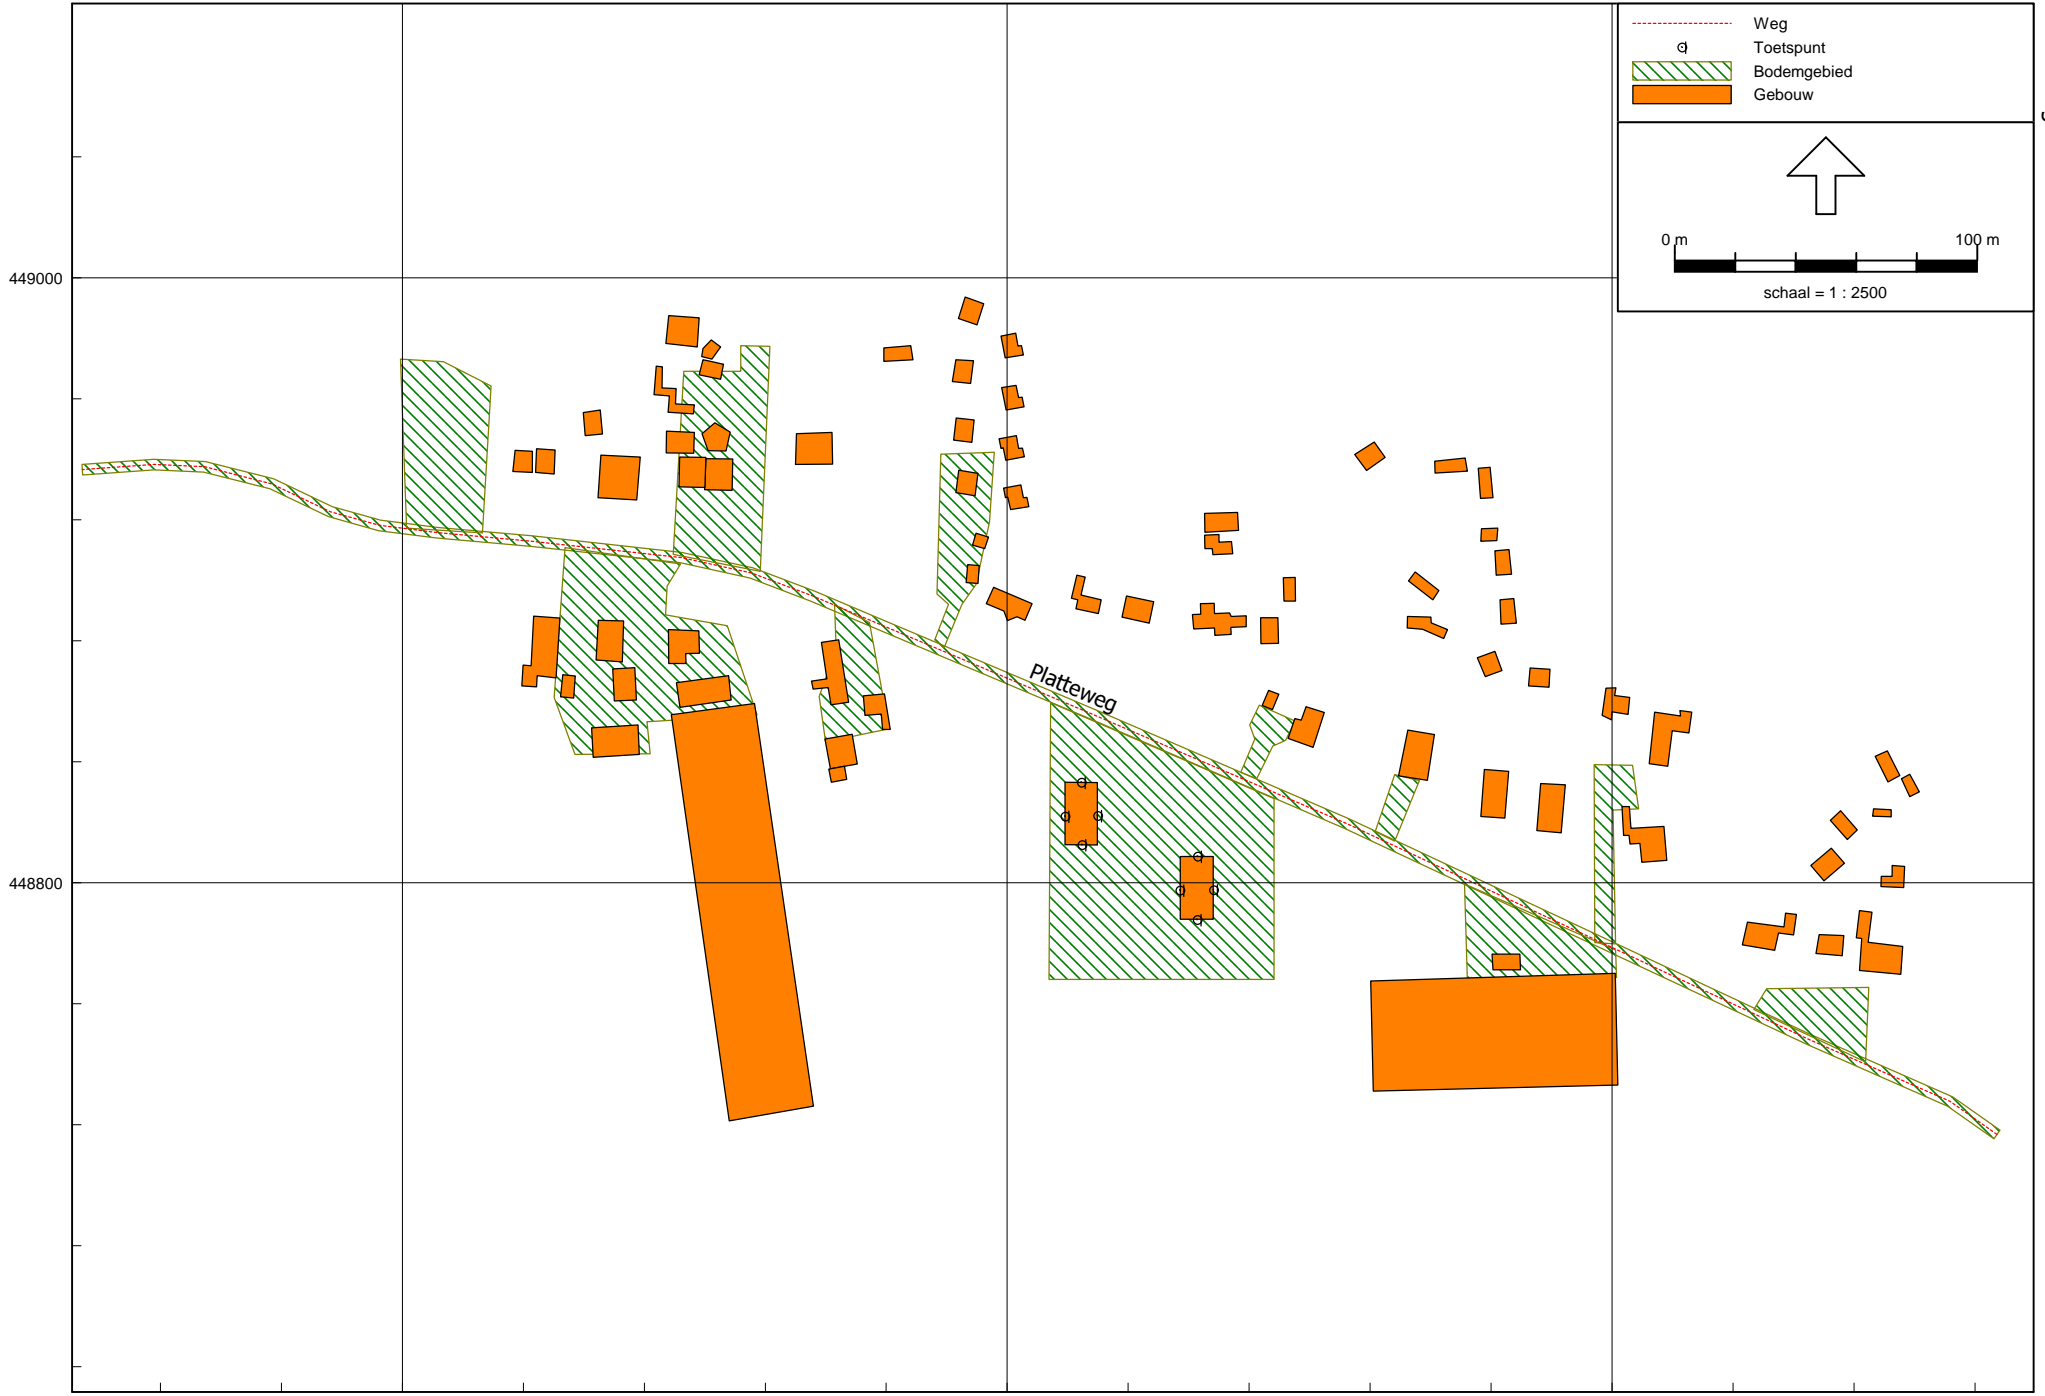 Weg
Toetspunt
Bodemgebied
Gebouw
0 m 100 m
schaal = 1 : 2500
449000
Platteweg
448800